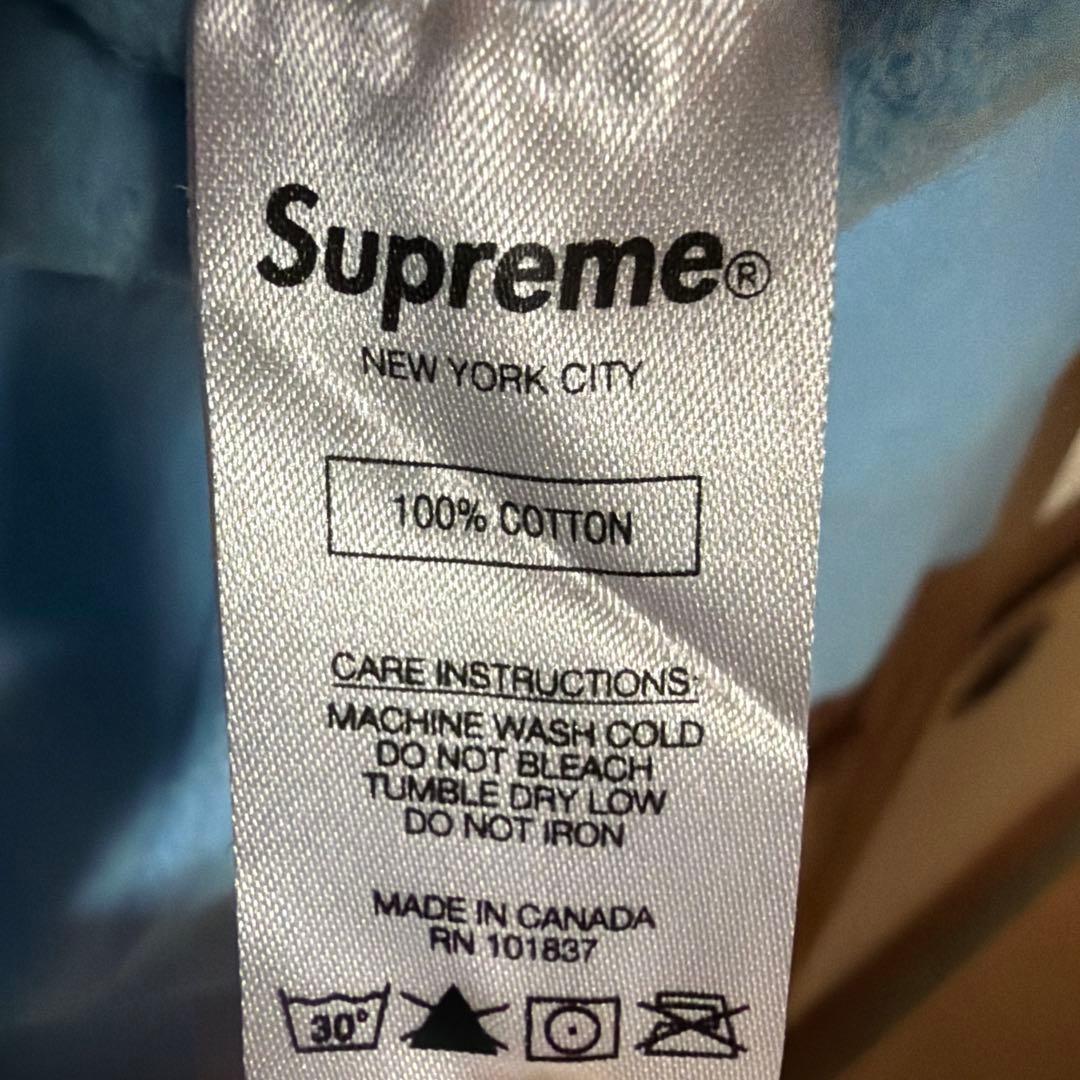 Supreme®
NEW YORK CITY
100% COTTON
CARE INSTRUCTIONS:
MACHINE WASH COLD
DO NOT BLEACH
TUMBLE DRY LOW
DO NOT IRON
MADE IN CANADA
RN 101837
30°